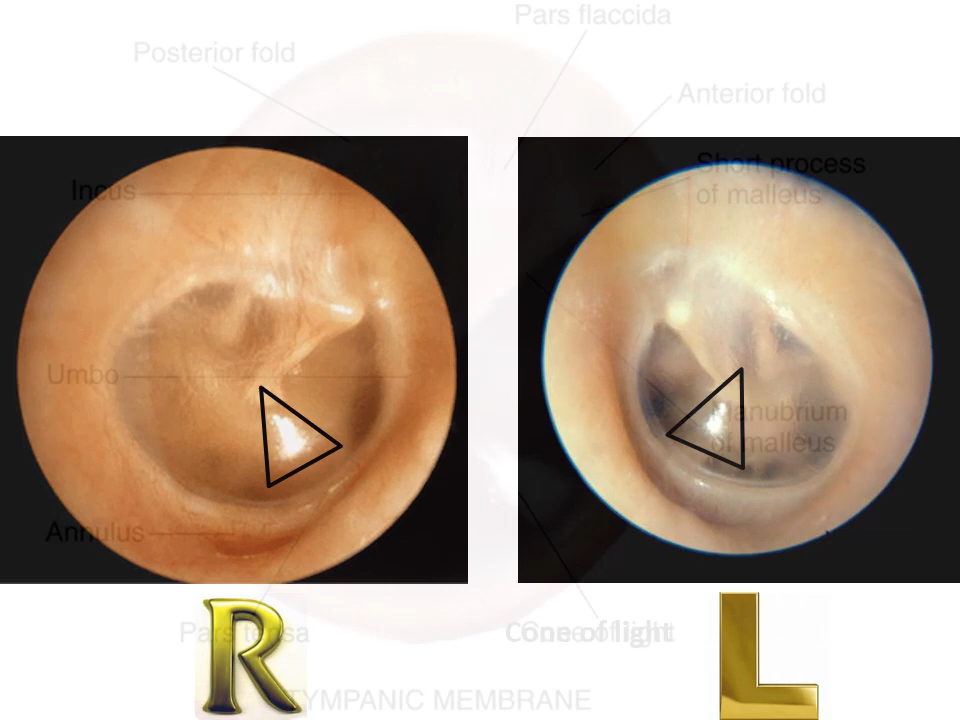 Pars flaccida
Posterior fold
Anterior fold
Short process
of malleus
Incus
Umbo
Manubrium
of malleus
Annulus
Pars tensa
Cone of light
R
L
TYMPANIC MEMBRANE